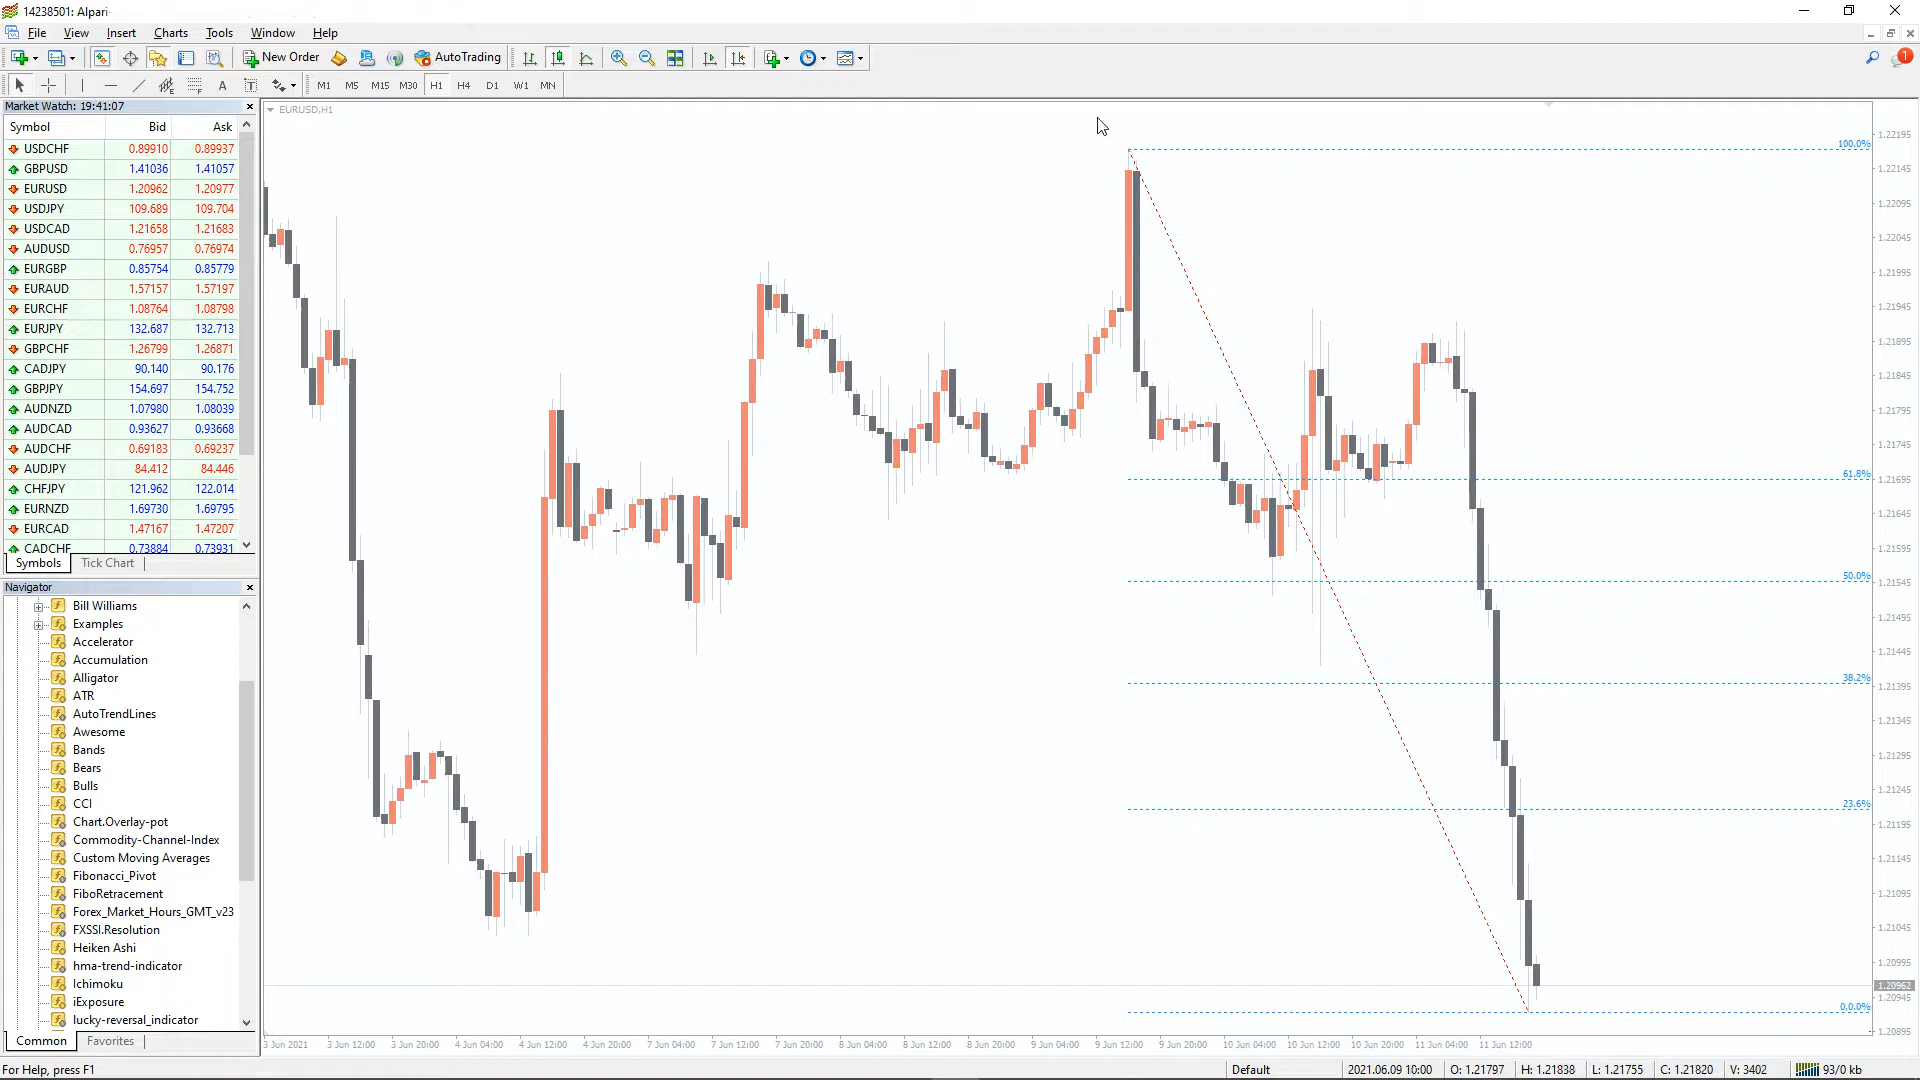 14238501: Alpari-
File View Insert Charts Tools Window Help
New Order AutoTrading 1
A T M1 M5 M15 M30 H1 H4 D1 W1 MN
Market Watch: 19:41:07
Symbol Bid Ask
USDCHF 0.89910 0.89937
GBPUSD 1.41036 1.41057
EURUSD 1.20962 1.20977
USDJPY 109.689 109.704
USDCAD 1.21658 1.21683
AUDUSD 0.76957 0.76974
EURGBP 0.85754 0.85779
EURAUD 1.57157 1.57197
EURCHF 1.08764 1.08798
EURJPY 132.687 132.713
GBPCHF 1.26799 1.26871
CADJPY 90.140 90.176
GBPJPY 154.697 154.752
AUDNZD 1.07980 1.08039
AUDCAD 0.93627 0.93668
AUDCHF 0.69183 0.69237
AUDJPY 84.412 84.446
CHFJPY 121.962 122.014
EURNZD 1.69730 1.69795
EURCAD 1.47167 1.47207
CADCHF 0.73884 0.73931
Symbols Tick Chart
Navigator
Bill Williams
Examples
Accelerator
Accumulation
Alligator
ATR
AutoTrendLines
Awesome
Bands
Bears
Bulls
CCI
Chart.Overlay-pot
Commodity-Channel-Index
Custom Moving Averages
Fibonacci_Pivot
FiboRetracement
Forex_Market_Hours_GMT_v23
FXSSI.Resolution
Heiken Ashi
hma-trend-indicator
Ichimoku
iExposure
lucky-reversal_indicator
Common Favorites
EURUSD,H1
100.0%
61.8%
50.0%
38.2%
23.6%
0.0.0%
1.22195
1.22145
1.22095
1.22045
1.21995
1.21945
1.21895
1.21845
1.21795
1.21745
1.21695
1.21645
1.21595
1.21545
1.21495
1.21445
1.21395
1.21345
1.21295
1.21245
1.21195
1.21145
1.21095
1.21045
1.20995
1.20962
1.20945
1.20895
3 Jun 2021 3 Jun 12:00 3 Jun 20:00 4 Jun 04:00 4 Jun 12:00 4 Jun 20:00 7 Jun 04:00 7 Jun 12:00 7 Jun 20:00 8 Jun 04:00 8 Jun 12:00 8 Jun 20:00 9 Jun 04:00 9 Jun 12:00 9 Jun 20:00 10 Jun 04:00 10 Jun 12:00 10 Jun 20:00 11 Jun 04:00 11 Jun 12:00
For Help, press F1 Default 2021.06.09 10:00 O: 1.21797 H: 1.21838 L: 1.21755 C: 1.21820 V: 3402 93/0 kb